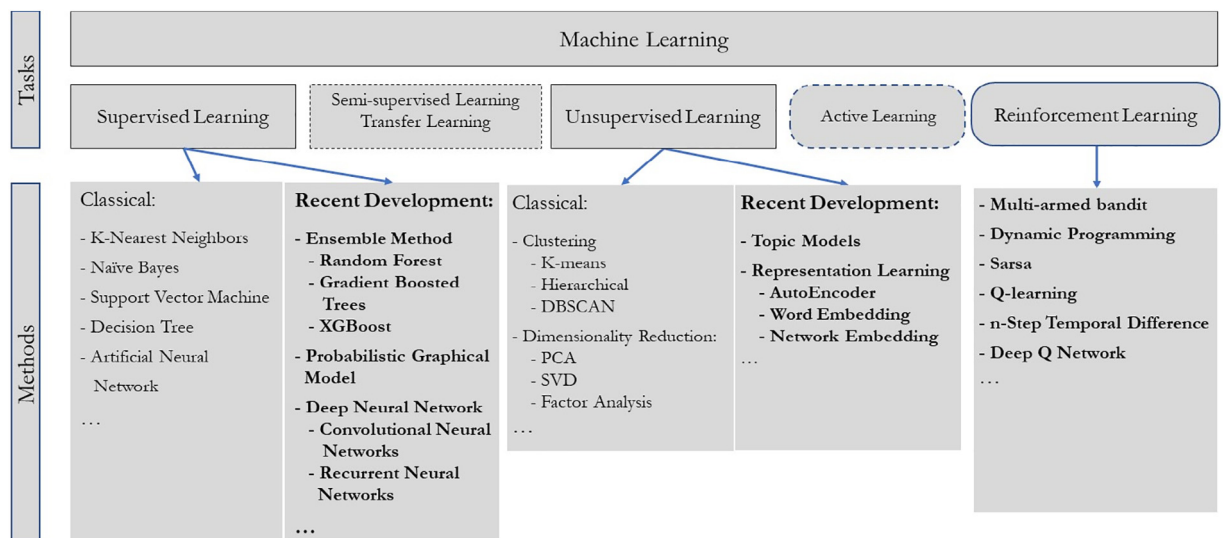 Tasks
Machine Learning
Supervised Learning
Semi-supervised Learning
Transfer Learning
Unsupervised Learning
Active Learning
Reinforcement Learning
Methods
Classical:
- K-Nearest Neighbors
- Naïve Bayes
- Support Vector Machine
- Decision Tree
- Artificial Neural
Network
…
Recent Development:
- Ensemble Method
- Random Forest
- Gradient Boosted
Trees
- XGBoost
- Probabilistic Graphical
Model
- Deep Neural Network
- Convolutional Neural
Networks
- Recurrent Neural
Networks
…
Classical:
- Clustering
- K-means
- Hierarchical
- DBSCAN
- Dimensionality Reduction:
- PCA
- SVD
- Factor Analysis
…
Recent Development:
- Topic Models
- Representation Learning
- AutoEncoder
- Word Embedding
- Network Embedding
…
- Multi-armed bandit
- Dynamic Programming
- Sarsa
- Q-learning
- n-Step Temporal Difference
- Deep Q Network
…